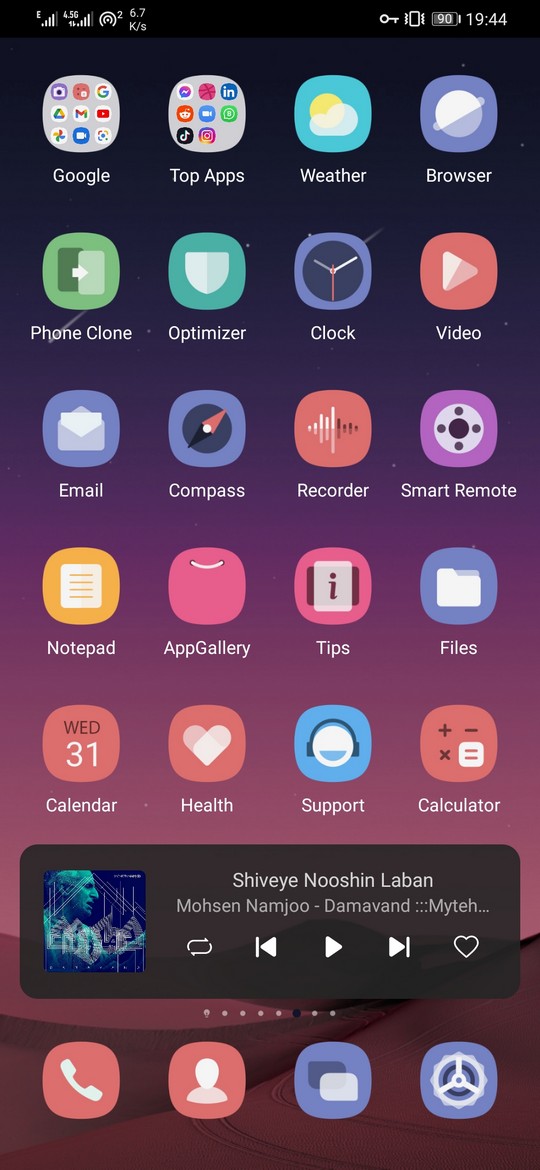 E 4.5G 2 6.7 K/s 90 19:44
Google Top Apps Weather Browser
Phone Clone Optimizer Clock Video
Email Compass Recorder Smart Remote
Notepad AppGallery Tips Files
WED
31
Calendar Health Support Calculator
Shiveye Nooshin Laban
Mohsen Namjoo - Damavand :::Myteh…